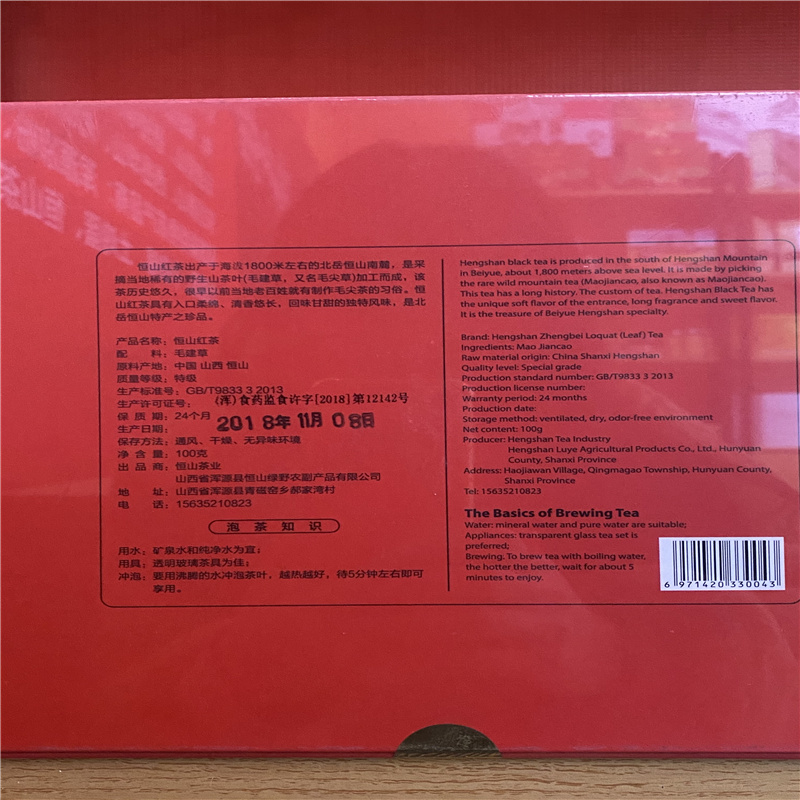 恒山红茶出产于海拔1800米左右的北岳恒山南麓，是采
摘当地稀有的野生山茶叶(毛建草，又名毛尖草)加工而成，该
茶历史悠久，很早以前当地老百姓就有制作毛尖茶的习俗。恒
山红茶具有入口柔绵、清香悠长，回味甘甜的独特风味，是北
岳恒山特产之珍品。
产品名称：恒山红茶
配 料：毛建草
原料产地：中国 山西 恒山
质量等级：特级
生产标准号：GB/T9833 3 2013
生产许可证号：(浑)食药监食许字[2018]第12142号
保 质 期：24个月
生产日期：2018年11月08日
保存方法：通风、干燥、无异味环境
净 含 量：100克
出 品 商：恒山茶业
山西省浑源县恒山绿野农副产品有限公司
地 址：山西省浑源县青磁窑乡郝家湾村
电 话：15635210823
泡茶知识
用水：矿泉水和纯净水为宜；
用具：透明玻璃茶具为佳；
冲泡：要用沸腾的水冲泡茶叶，越热越好，待5分钟左右即可
享用。
Hengshan black tea is produced in the south of Hengshan Mountain
in Beiyue, about 1,800 meters above sea level. It is made by picking
the rare wild mountain tea (Maojiancao, also known as Maojiancao).
This tea has a long history. The custom of tea. Hengshan Black Tea has
the unique soft flavor of the entrance, long fragrance and sweet flavor.
It is the treasure of Beiyue Hengshan specialty.
Brand: Hengshan Zhengbei Loquat (Leaf) Tea
Ingredients: Mao Jiancao
Raw material origin: China Shanxi Hengshan
Quality level: Special grade
Production standard number: GB/T9833 3 2013
Production license number:
Warranty period: 24 months
Production date:
Storage method: ventilated, dry, odor-free environment
Net content: 100g
Producer: Hengshan Tea Industry
Hengshan Luye Agricultural Products Co., Ltd., Hunyuan
County, Shanxi Province
Address: Haojiawan Village, Qingmagao Township, Hunyuan County,
Shanxi Province
Tel: 15635210823
The Basics of Brewing Tea
Water: mineral water and pure water are suitable;
Appliances: transparent glass tea set is
preferred;
Brewing. To brew tea with boiling water,
the hotter the better, wait for about 5
minutes to enjoy.
6 971420 330043